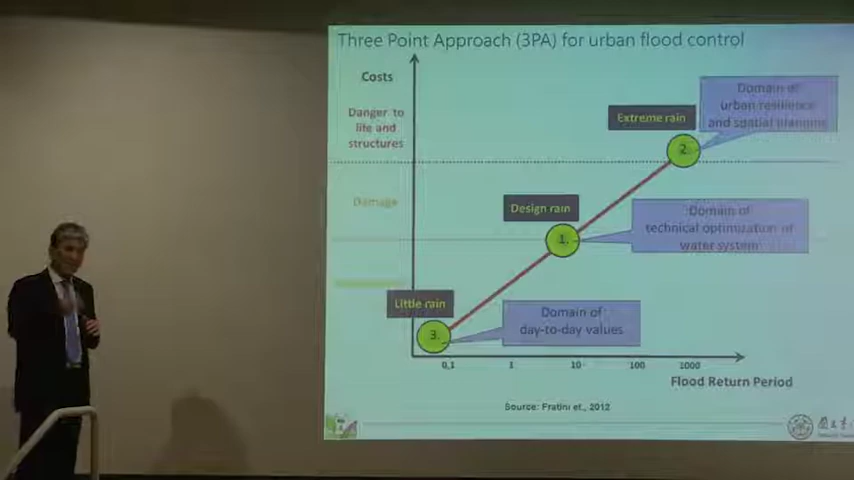 Three Point Approach (3PA) for urban flood control
Costs
Danger to
life and
structures
Damage
Extreme rain
Domain of
urban resilience
and spatial planning
2.
Design rain
Domain of
technical optimization of
water system
1.
Little rain
Domain of
day-to-day values
3.
0,1
1
10
100
1000
Flood Return Period
Source: Fratini et., 2012